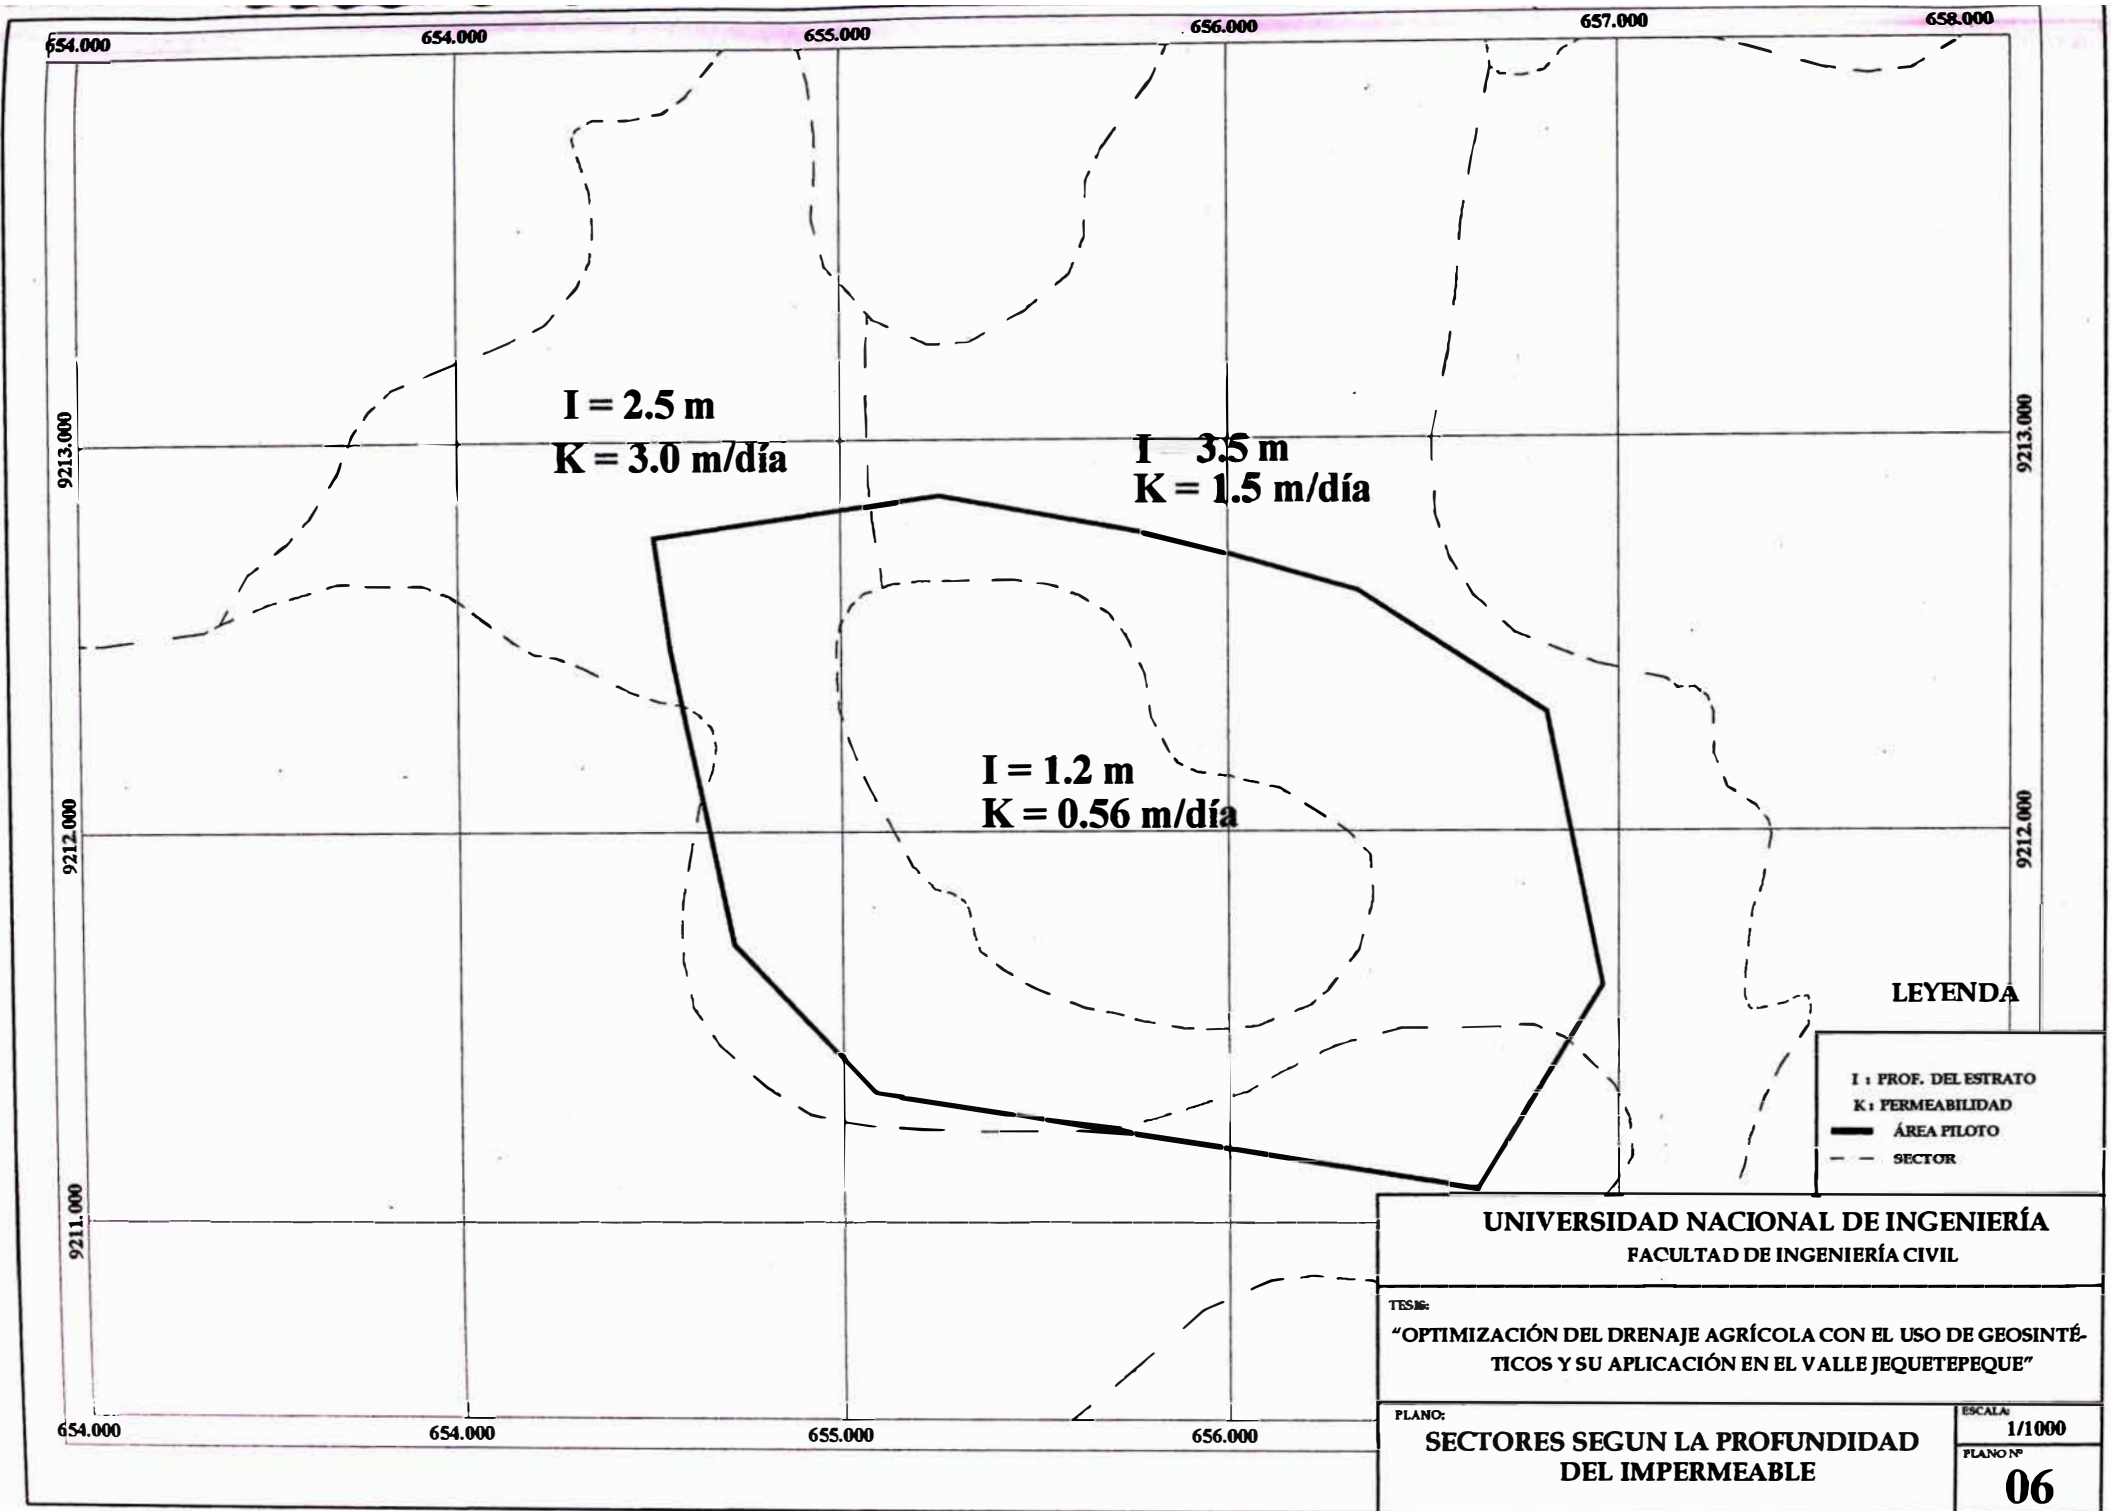 654.000 654.000 655.000 656.000 657.000 658.000
I = 2.5 m
K = 3.0 m/día
I 3.5 m
K = 1.5 m/día
9213.000 9213.000
I = 1.2 m
K = 0.56 m/día
9212.000 9212.000
9211.000
LEYENDA
I : PROF. DEL ESTRATO
K : PERMEABILIDAD
ÁREA PILOTO
SECTOR
654.000 654.000 655.000 656.000
UNIVERSIDAD NACIONAL DE INGENIERÍA
FACULTAD DE INGENIERÍA CIVIL
TESIS:
"OPTIMIZACIÓN DEL DRENAJE AGRÍCOLA CON EL USO DE GEOSINTÉ-
TICOS Y SU APLICACIÓN EN EL VALLE JEQUETEPEQUE"
PLANO:
SECTORES SEGUN LA PROFUNDIDAD
DEL IMPERMEABLE
ESCALA:
1/1000
PLANO Nº
06